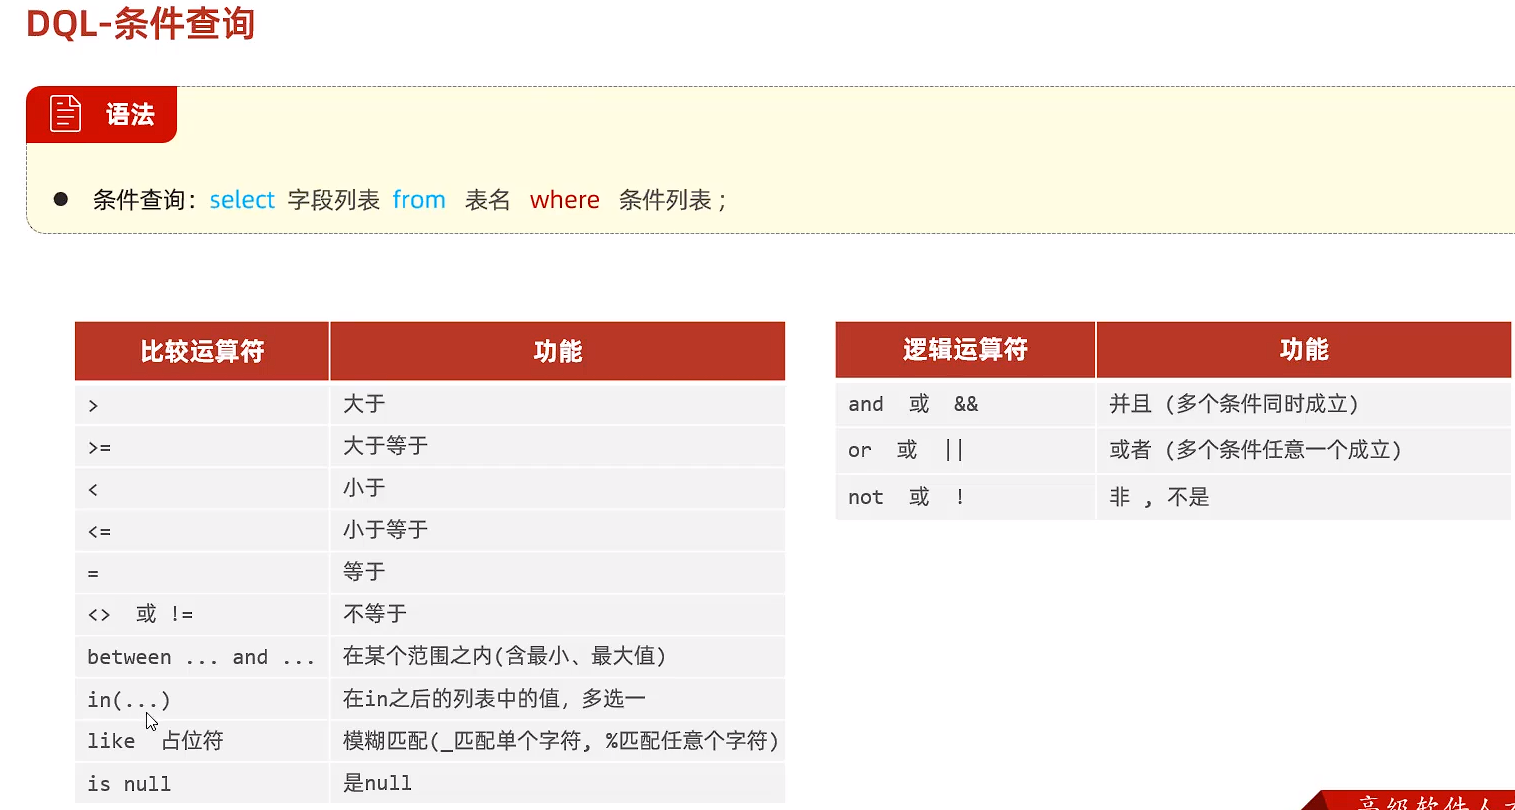 DQL-条件查询
语法
● 条件查询：select 字段列表 from 表名 where 条件列表 ;
比较运算符 功能
> 大于
>= 大于等于
< 小于
<= 小于等于
= 等于
<> 或 != 不等于
between ... and ... 在某个范围之内(含最小、最大值)
in(...) 在in之后的列表中的值，多选一
like 占位符 模糊匹配(_匹配单个字符, %匹配任意个字符)
is null 是null
逻辑运算符 功能
and 或 && 并且 (多个条件同时成立)
or 或 || 或者 (多个条件任意一个成立)
not 或 ! 非 , 不是
高级软件人